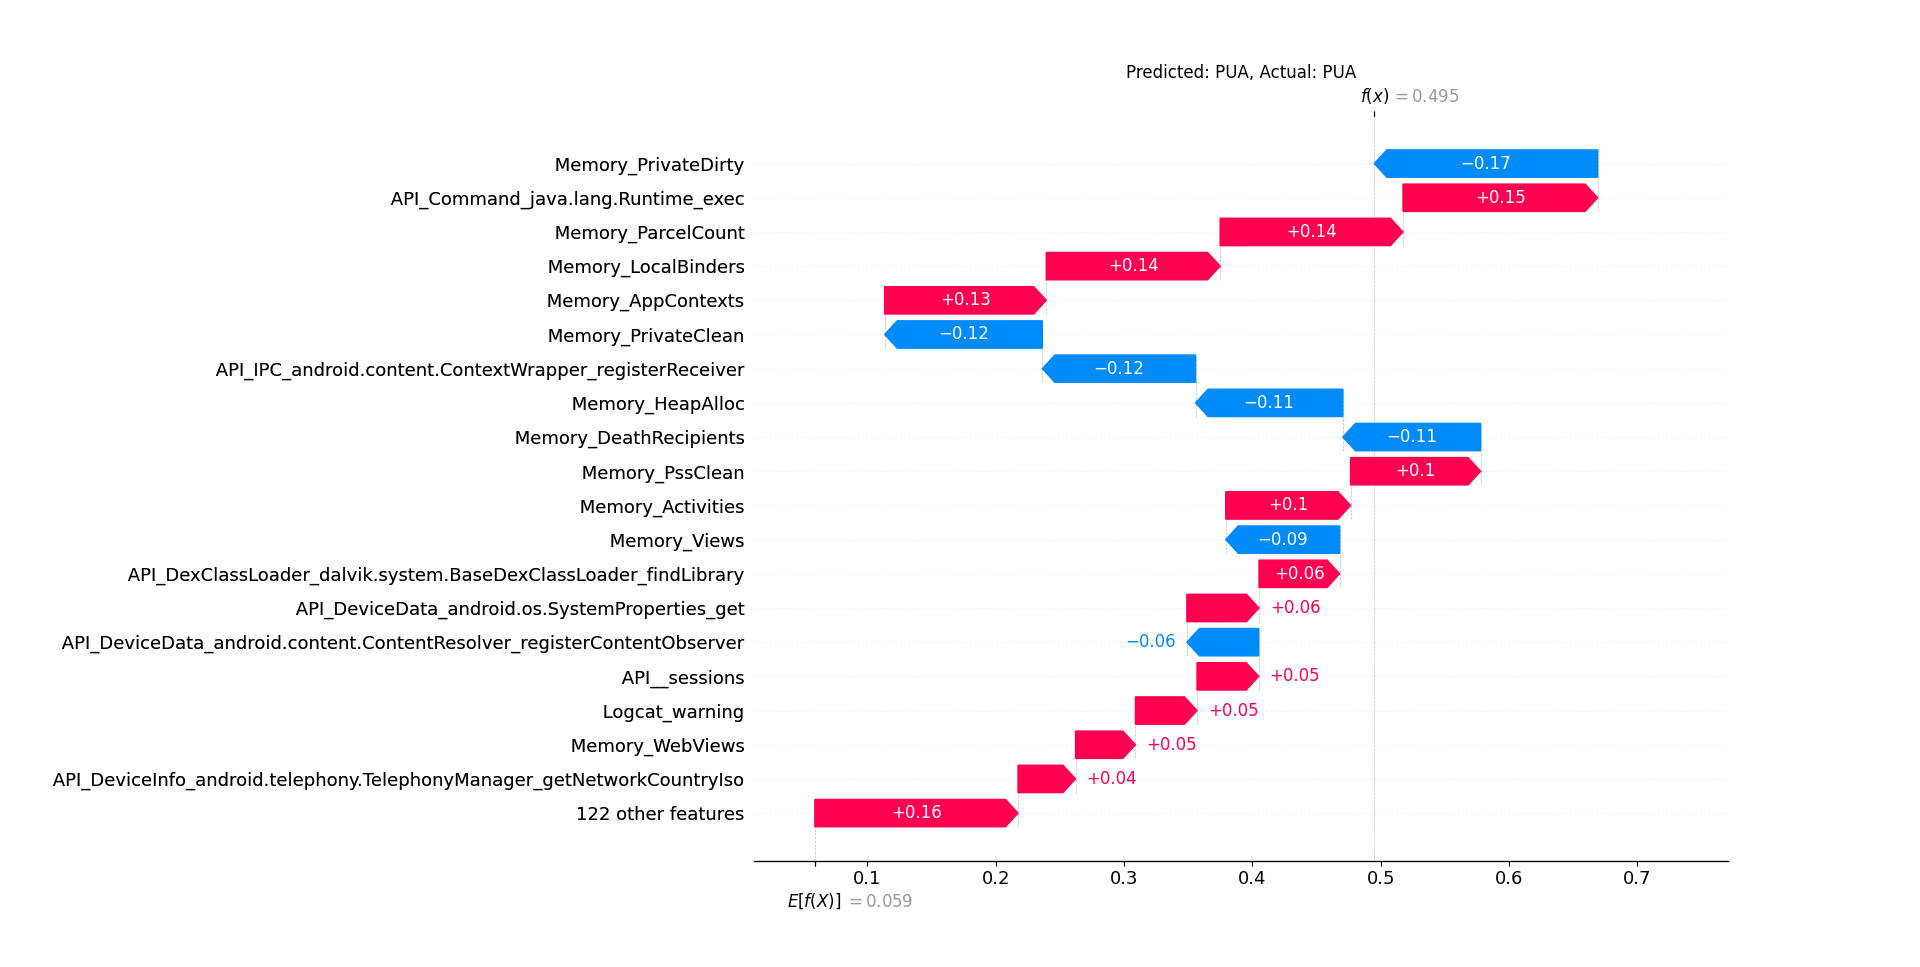 Predicted: PUA, Actual: PUA
f(x) = 0.495
Memory_PrivateDirty −0.17
API_Command_java.lang.Runtime_exec +0.15
Memory_ParcelCount +0.14
Memory_LocalBinders +0.14
Memory_AppContexts +0.13
Memory_PrivateClean −0.12
API_IPC_android.content.ContextWrapper_registerReceiver −0.12
Memory_HeapAlloc −0.11
Memory_DeathRecipients −0.11
Memory_PssClean +0.1
Memory_Activities +0.1
Memory_Views −0.09
API_DexClassLoader_dalvik.system.BaseDexClassLoader_findLibrary +0.06
API_DeviceData_android.os.SystemProperties_get +0.06
API_DeviceData_android.content.ContentResolver_registerContentObserver −0.06
API__sessions +0.05
Logcat_warning +0.05
Memory_WebViews +0.05
API_DeviceInfo_android.telephony.TelephonyManager_getNetworkCountryIso +0.04
122 other features +0.16
0.1 0.2 0.3 0.4 0.5 0.6 0.7
E[f(X)] = 0.059